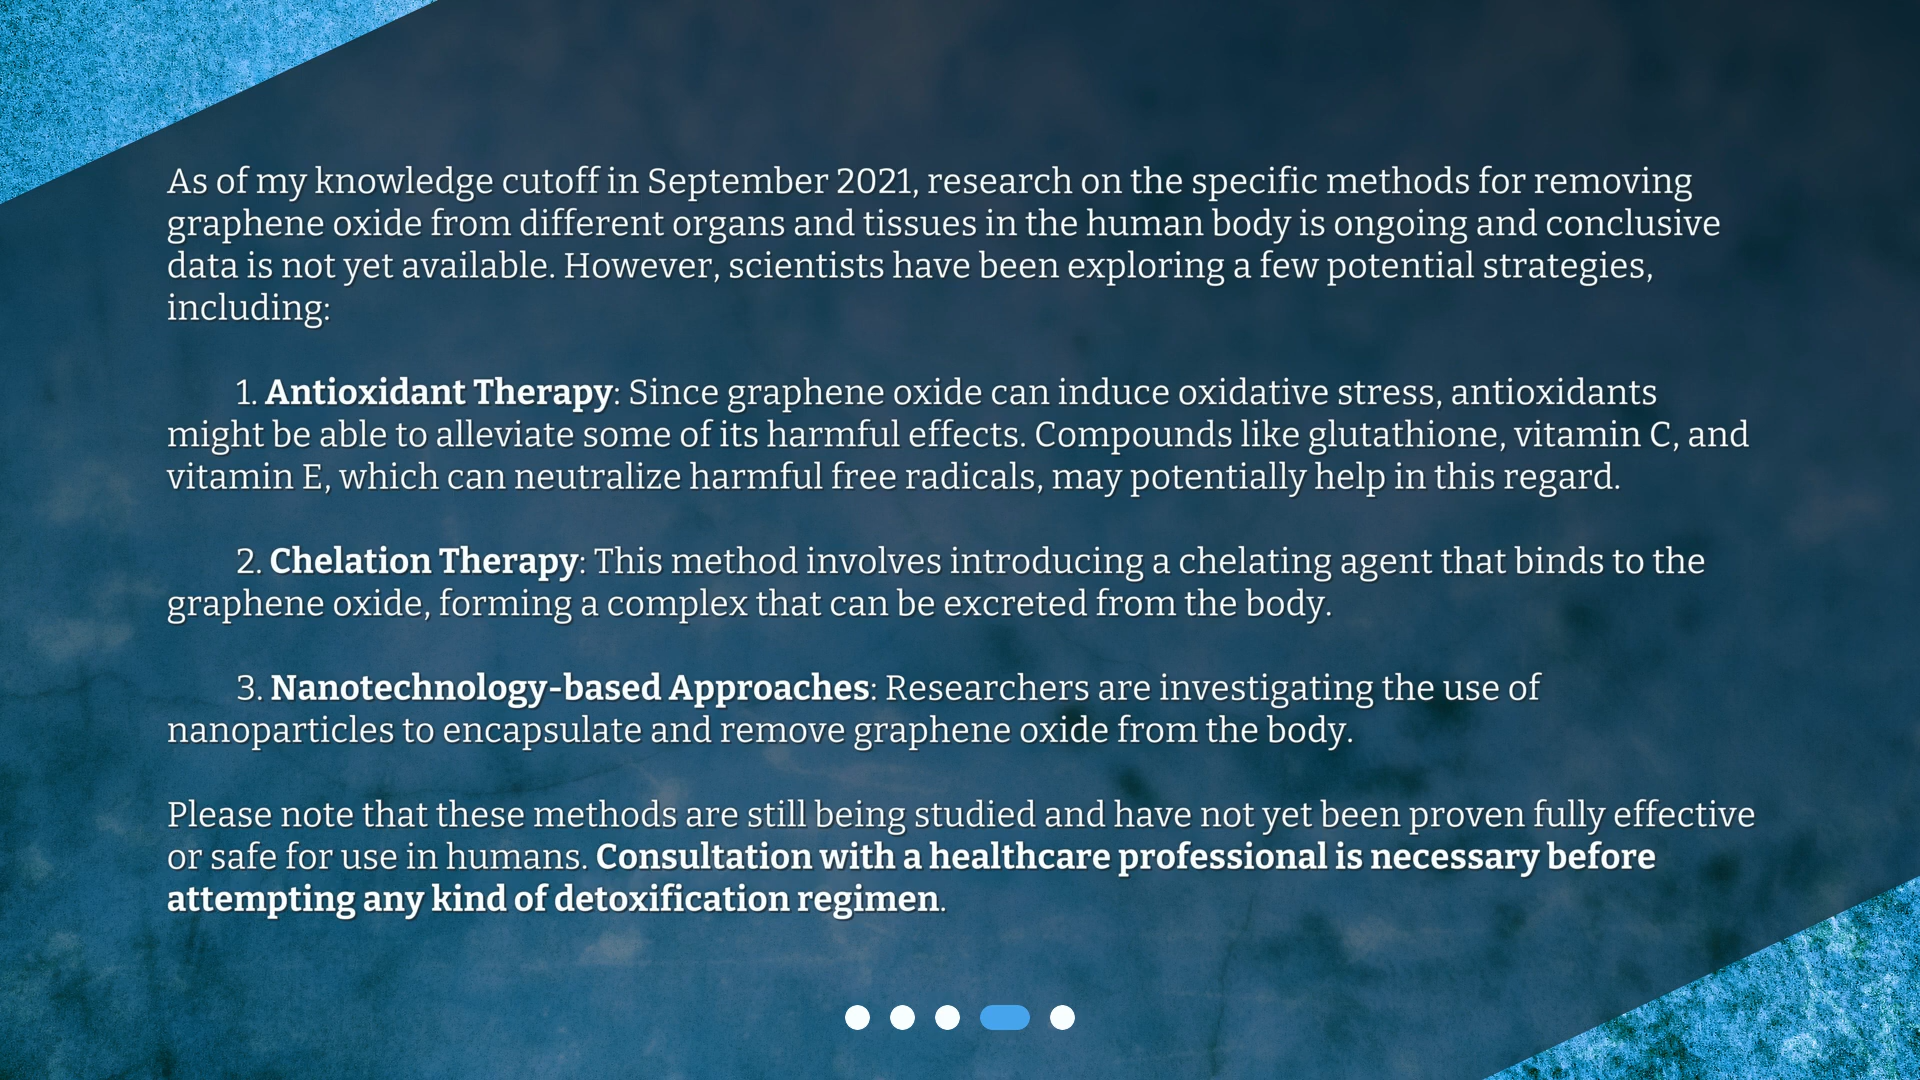 As of my knowledge cutoff in September 2021, research on the specific methods for removing
graphene oxide from different organs and tissues in the human body is ongoing and conclusive
data is not yet available. However, scientists have been exploring a few potential strategies,
including:
1. Antioxidant Therapy: Since graphene oxide can induce oxidative stress, antioxidants
might be able to alleviate some of its harmful effects. Compounds like glutathione, vitamin C, and
vitamin E, which can neutralize harmful free radicals, may potentially help in this regard.
2. Chelation Therapy: This method involves introducing a chelating agent that binds to the
graphene oxide, forming a complex that can be excreted from the body.
3. Nanotechnology-based Approaches: Researchers are investigating the use of
nanoparticles to encapsulate and remove graphene oxide from the body.
Please note that these methods are still being studied and have not yet been proven fully effective
or safe for use in humans. Consultation with a healthcare professional is necessary before
attempting any kind of detoxification regimen.